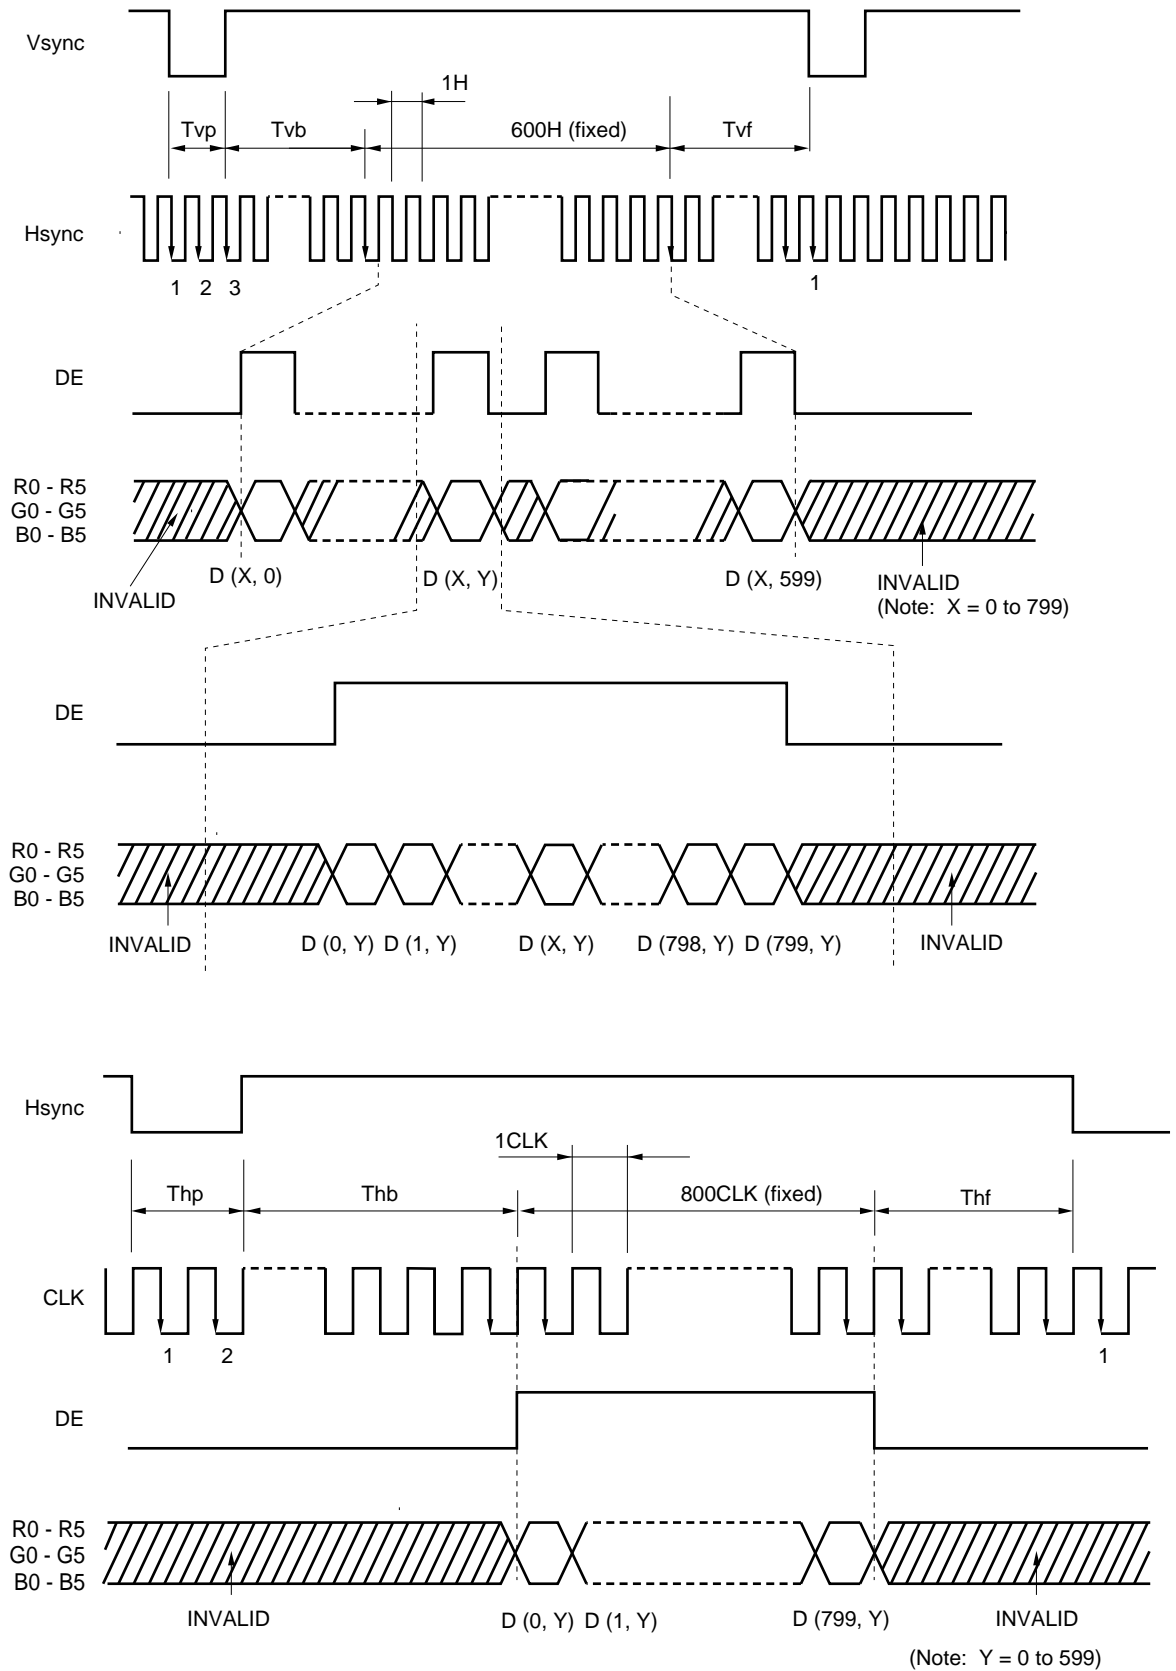 Vsync
1H
Tvp
Tvb
600H (fixed)
Tvf
Hsync
1 2 3
1
DE
R0 - R5
G0 - G5
B0 - B5
D (X, 0)
D (X, Y)
D (X, 599)
INVALID
INVALID
(Note: X = 0 to 799)
DE
R0 - R5
G0 - G5
B0 - B5
INVALID
D (0, Y) D (1, Y)
D (X, Y)
D (798, Y) D (799, Y)
INVALID
Hsync
1CLK
Thp
Thb
800CLK (fixed)
Thf
CLK
1 2
1
DE
R0 - R5
G0 - G5
B0 - B5
INVALID
D (0, Y) D (1, Y)
D (799, Y)
INVALID
(Note: Y = 0 to 599)